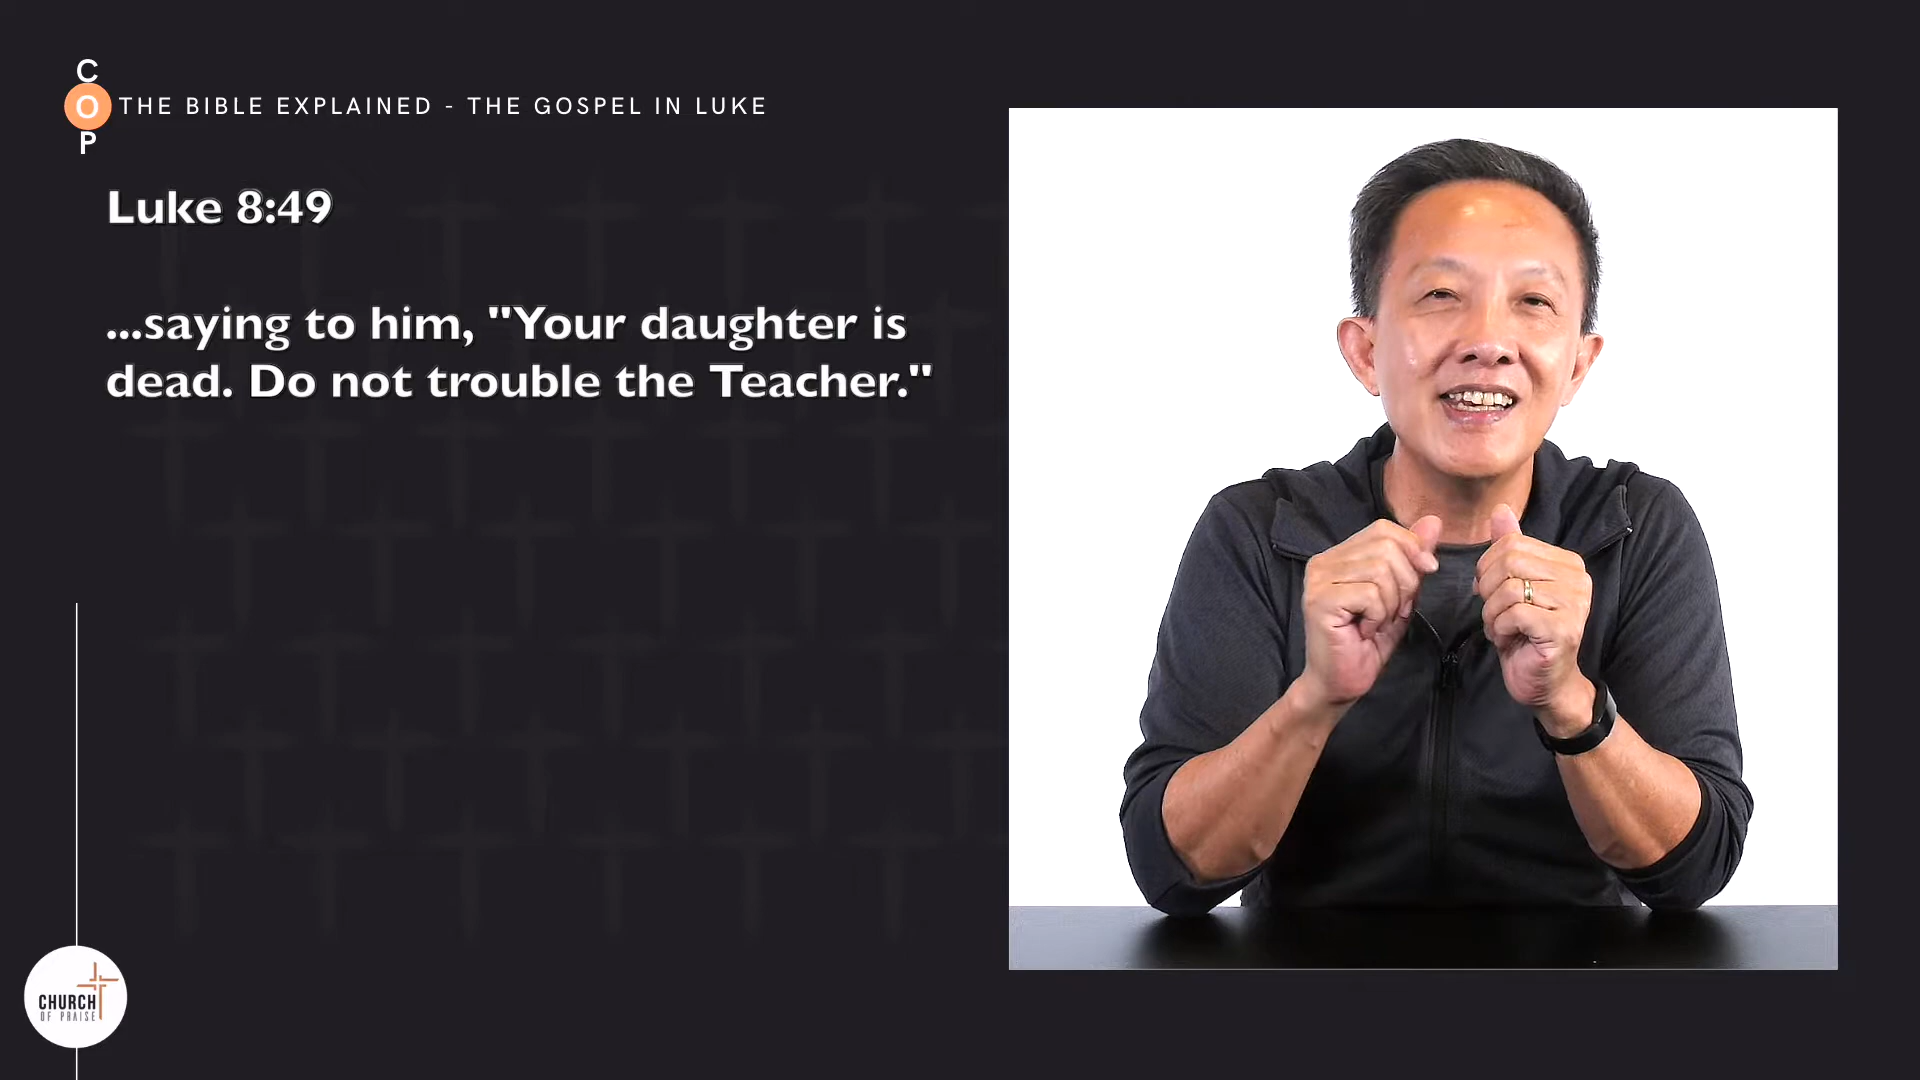 C
O THE BIBLE EXPLAINED - THE GOSPEL IN LUKE
P
Luke 8:49
...saying to him, "Your daughter is
dead. Do not trouble the Teacher."
CHURCH
OF PRAISE